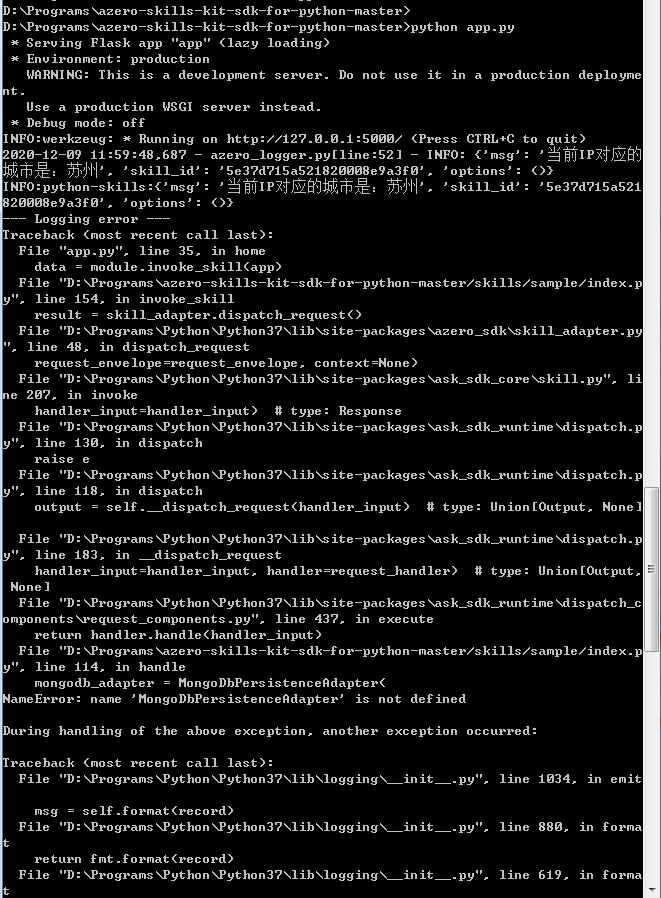 D:\Programs\azero-skills-kit-sdk-for-python-master>
D:\Programs\azero-skills-kit-sdk-for-python-master>python app.py
 * Serving Flask app "app" (lazy loading)
 * Environment: production
   WARNING: This is a development server. Do not use it in a production deployme
nt.
   Use a production WSGI server instead.
 * Debug mode: off
INFO:werkzeug: * Running on http://127.0.0.1:5000/ (Press CTRL+C to quit)
2020-12-09 11:59:48,687 - azero_logger.py[line:52] - INFO: {'msg': '当前IP对应的
城市是：苏州', 'skill_id': '5e37d715a521820008e9a3f0', 'options': ()}
INFO:python-skills:{'msg': '当前IP对应的城市是：苏州', 'skill_id': '5e37d715a521
820008e9a3f0', 'options': ()}
--- Logging error ---
Traceback (most recent call last):
  File "app.py", line 35, in home
    data = module.invoke_skill(app)
  File "D:\Programs\azero-skills-kit-sdk-for-python-master/skills/sample/index.p
y", line 154, in invoke_skill
    result = skill_adapter.dispatch_request()
  File "D:\Programs\Python\Python37\lib\site-packages\azero_sdk\skill_adapter.py
", line 48, in dispatch_request
    request_envelope=request_envelope, context=None)
  File "D:\Programs\Python\Python37\lib\site-packages\ask_sdk_core\skill.py", li
ne 207, in invoke
    handler_input=handler_input)  # type: Response
  File "D:\Programs\Python\Python37\lib\site-packages\ask_sdk_runtime\dispatch.p
y", line 130, in dispatch
    raise e
  File "D:\Programs\Python\Python37\lib\site-packages\ask_sdk_runtime\dispatch.p
y", line 118, in dispatch
    output = self.__dispatch_request(handler_input)  # type: Union[Output, None]
  File "D:\Programs\Python\Python37\lib\site-packages\ask_sdk_runtime\dispatch.p
y", line 183, in __dispatch_request
    handler_input=handler_input, handler=request_handler)  # type: Union[Output,
 None]
  File "D:\Programs\Python\Python37\lib\site-packages\ask_sdk_runtime\dispatch_c
omponents\request_components.py", line 437, in execute
    return handler.handle(handler_input)
  File "D:\Programs\azero-skills-kit-sdk-for-python-master/skills/sample/index.p
y", line 114, in handle
    mongodb_adapter = MongoDbPersistenceAdapter(
NameError: name 'MongoDbPersistenceAdapter' is not defined
During handling of the above exception, another exception occurred:
Traceback (most recent call last):
  File "D:\Programs\Python\Python37\lib\logging\__init__.py", line 1034, in emit
    msg = self.format(record)
  File "D:\Programs\Python\Python37\lib\logging\__init__.py", line 880, in forma
t
    return fmt.format(record)
  File "D:\Programs\Python\Python37\lib\logging\__init__.py", line 619, in forma
t